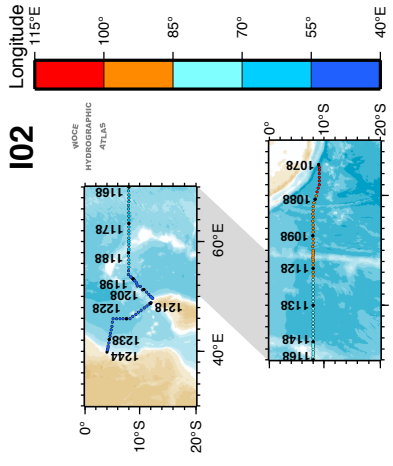 I02
WOCE
HYDROGRAPHIC
ATLAS
Longitude
115°E
100°
85°
70°
55°
40°E
0°
10°S
20°S
40°E
60°E
1168
1178
1188
1198
1208
1218
1228
1238
1244
0°
10°S
20°S
1078
1088
1098
1128
1138
1148
1168